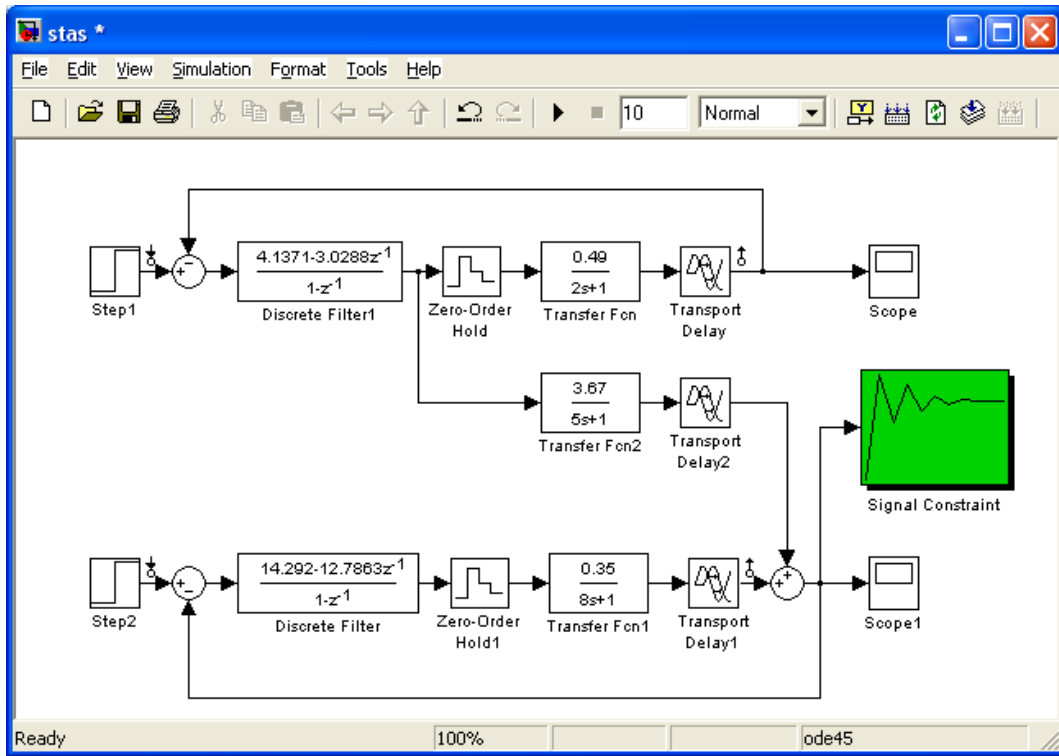 stas *
File Edit View Simulation Format Tools Help
10 Normal
4.1371-3.0288z-1
1-z-1
0.49
2s+1
Step1
Discrete Filter1
Zero-Order
Hold
Transfer Fcn
Transport
Delay
Scope
3.67
5s+1
Transfer Fcn2
Transport
Delay2
Signal Constraint
14.292-12.7863z-1
1-z-1
0.35
8s+1
Step2
Discrete Filter
Zero-Order
Hold1
Transfer Fcn1
Transport
Delay1
Scope1
Ready 100% ode45